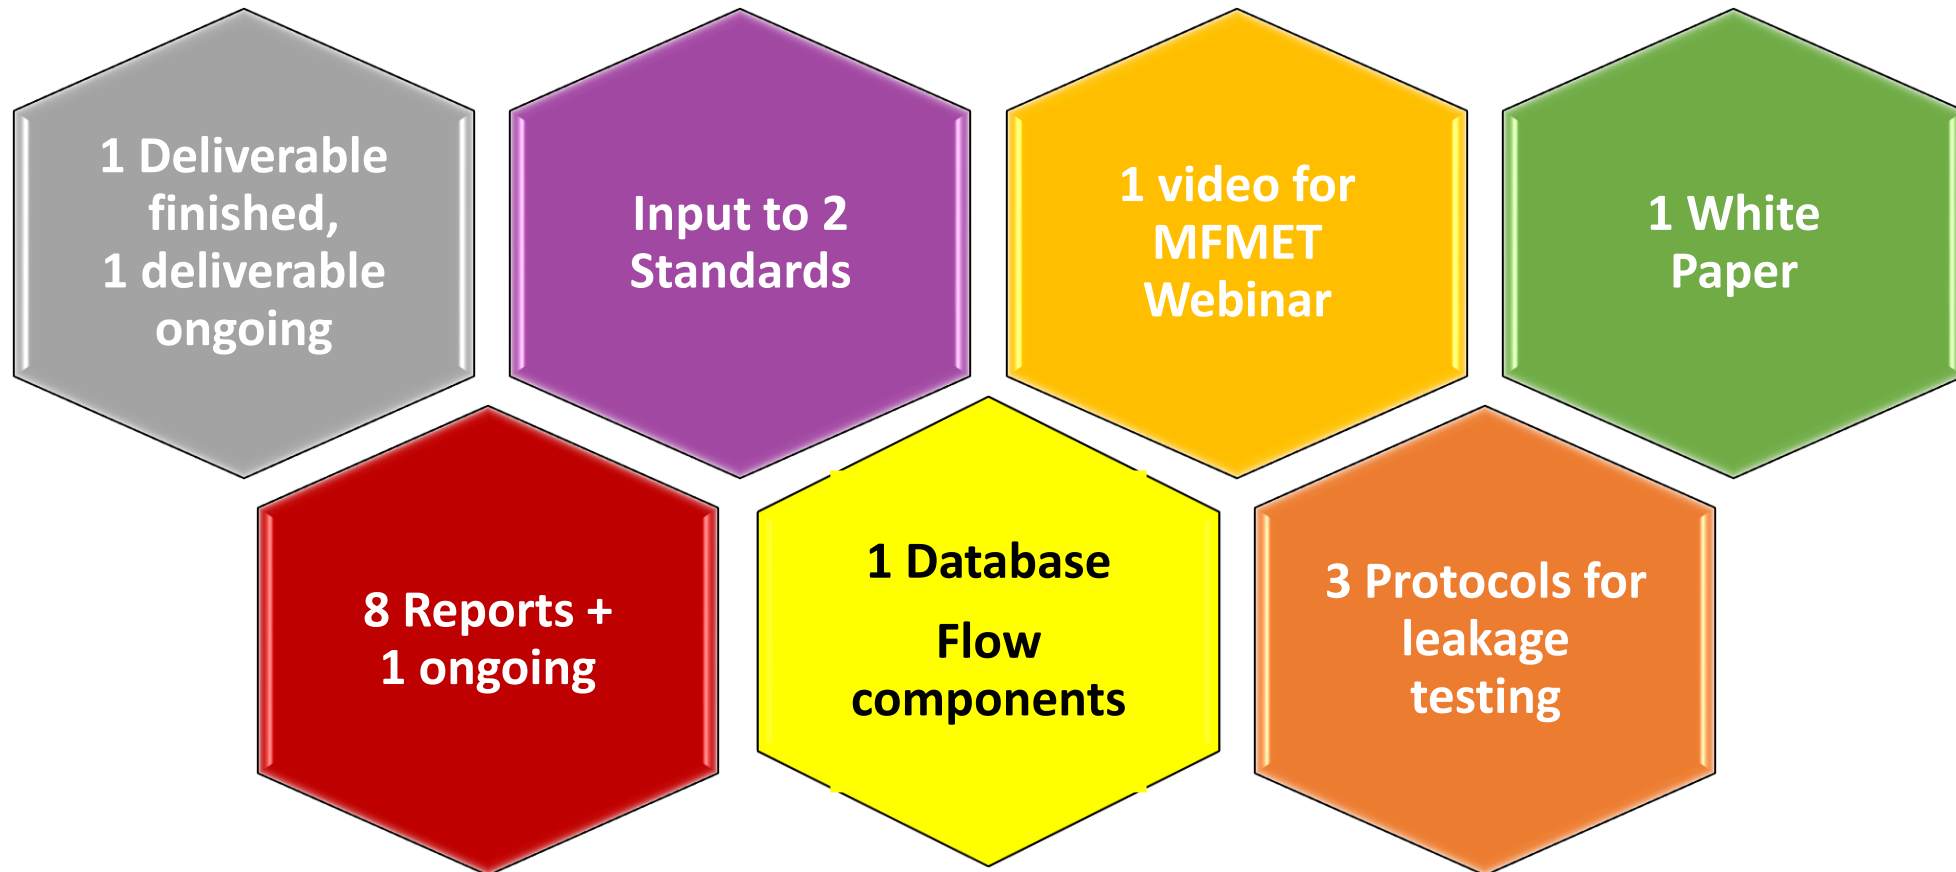 1 Deliverable
finished,
1 deliverable
ongoing
Input to 2
Standards
1 video for
MFMET
Webinar
1 White
Paper
8 Reports +
1 ongoing
1 Database
Flow
components
3 Protocols for
leakage
testing